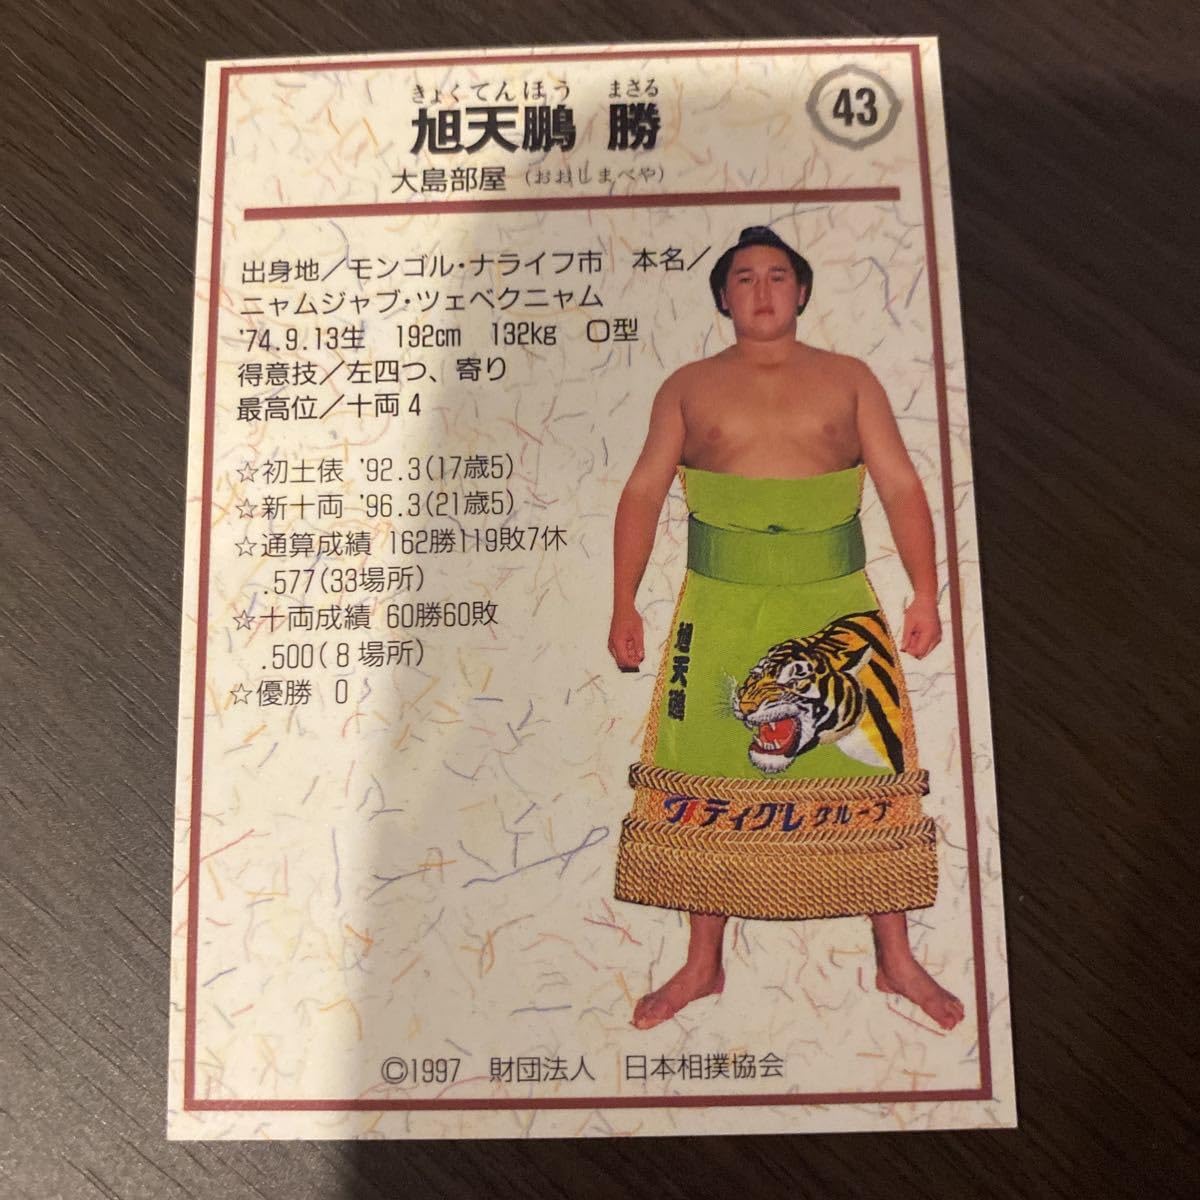 きょくてんほう　まさる
旭天鵬　勝
43
大島部屋（おおしまべや）
出身地／モンゴル・ナライフ市　本名／
ニャムジャブ・ツェベクニャム
'74.9.13生　192cm　132kg　O型
得意技／左四つ、寄り
最高位／十両4
☆初土俵 '92.3(17歳5)
☆新十両 '96.3(21歳5)
☆通算成績 162勝119敗7休
.577(33場所)
☆十両成績 60勝60敗
.500(8場所)
☆優勝 0
旭天鵬
ティグレグループ
©1997　財団法人　日本相撲協会